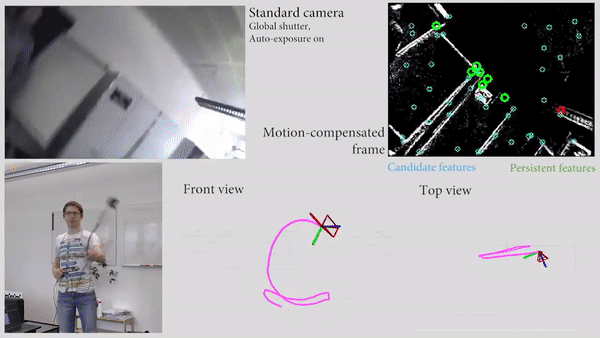 Standard camera
Global shutter,
Auto-exposure on
Motion-compensated
frame
Candidate features
Persistent features
Front view
Top view